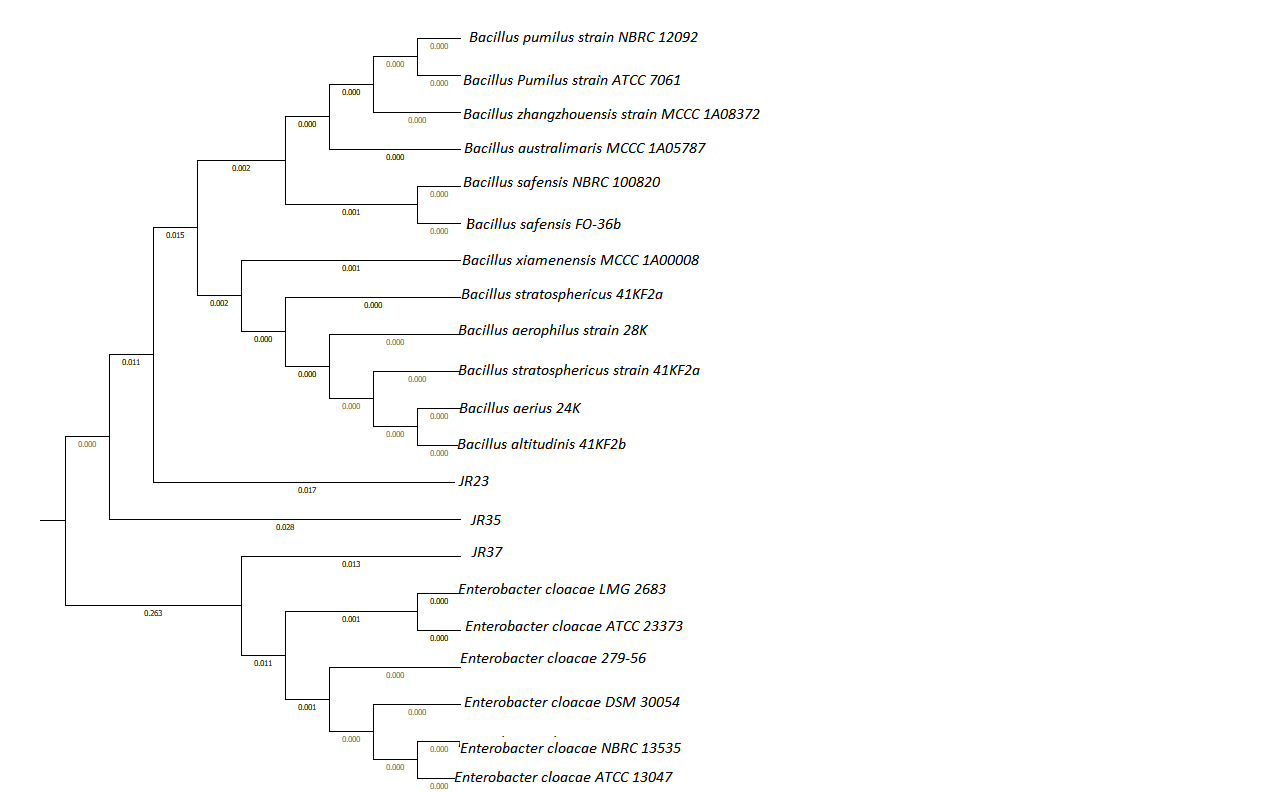 Bacillus pumilus strain NBRC 12092
0.000
0.000
Bacillus Pumilus strain ATCC 7061
0.000
0.000
Bacillus zhangzhouensis strain MCCC 1A08372
0.000
0.000
Bacillus australimaris MCCC 1A05787
0.000
0.002
Bacillus safensis NBRC 100820
0.000
0.001
Bacillus safensis FO-36b
0.000
0.015
Bacillus xiamenensis MCCC 1A00008
0.001
Bacillus stratosphericus 41KF2a
0.002
0.000
Bacillus aerophilus strain 28K
0.000
0.000
0.011
Bacillus stratosphericus strain 41KF2a
0.000
0.000
Bacillus aerius 24K
0.000
0.000
0.000
Bacillus altitudinis 41KF2b
0.000
0.000
JR23
0.017
JR35
0.028
JR37
0.013
Enterobacter cloacae LMG 2683
0.000
0.263
0.001
Enterobacter cloacae ATCC 23373
0.000
Enterobacter cloacae 279-56
0.011
0.000
Enterobacter cloacae DSM 30054
0.001
0.000
0.000
Enterobacter cloacae NBRC 13535
0.000
0.000
Enterobacter cloacae ATCC 13047
0.000